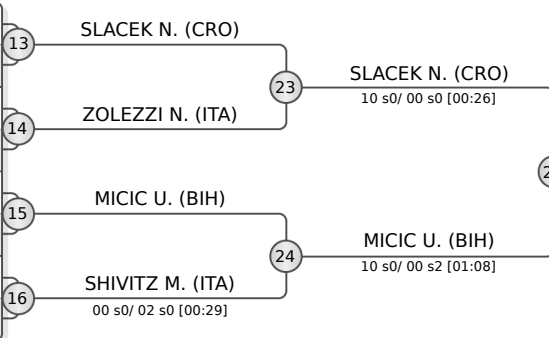 SLACEK N. (CRO)
13
23
SLACEK N. (CRO)
10 s0/ 00 s0 [00:26]
ZOLEZZI N. (ITA)
14
MICIC U. (BIH)
15
24
MICIC U. (BIH)
10 s0/ 00 s2 [01:08]
SHIVITZ M. (ITA)
16
00 s0/ 02 s0 [00:29]